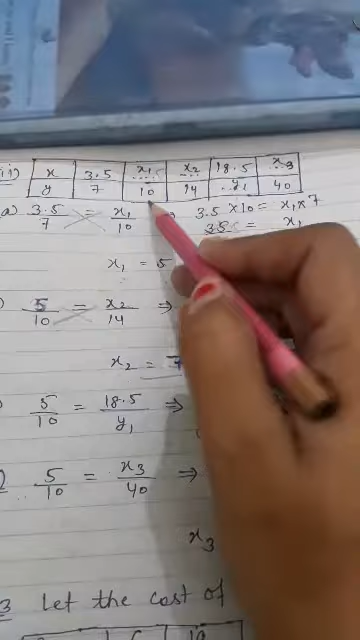 ii) x 3.5 x₁ x₂ 18.5 x₃
y 7 10 14 y₁ 40
a) 3.5/7 = x₁/10 3.5 × 10 = x₁ × 7
x₁
x₁ = 5
5/10 = x₂/14 ⇒
x₂ = 7
5/10 = 18.5/y₁ ⇒
5/10 = x₃/40 ⇒
x₃
3 Let the cost of